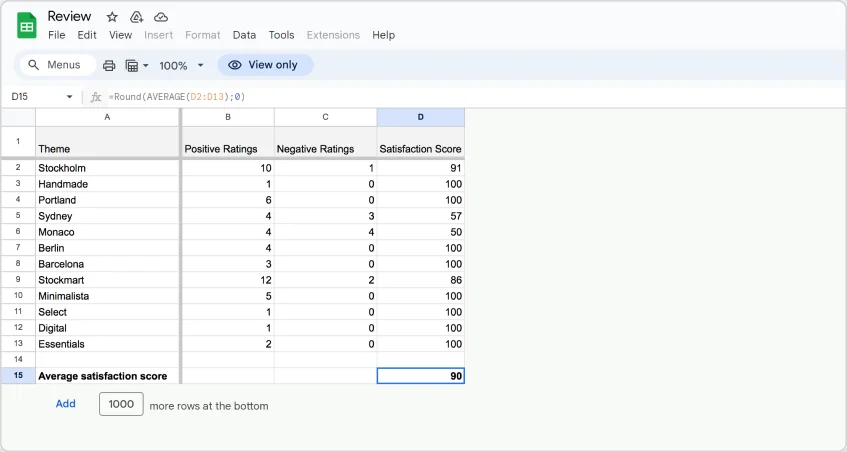 Review
File Edit View Insert Format Data Tools Extensions Help
Menus 100% View only
D15 fx =Round(AVERAGE(D2:D13);0)
A B C D
1 Theme Positive Ratings Negative Ratings Satisfaction Score
2 Stockholm 10 1 91
3 Handmade 1 0 100
4 Portland 6 0 100
5 Sydney 4 3 57
6 Monaco 4 4 50
7 Berlin 4 0 100
8 Barcelona 3 0 100
9 Stockmart 12 2 86
10 Minimalista 5 0 100
11 Select 1 0 100
12 Digital 1 0 100
13 Essentials 2 0 100
14
15 Average satisfaction score 90
Add 1000 more rows at the bottom